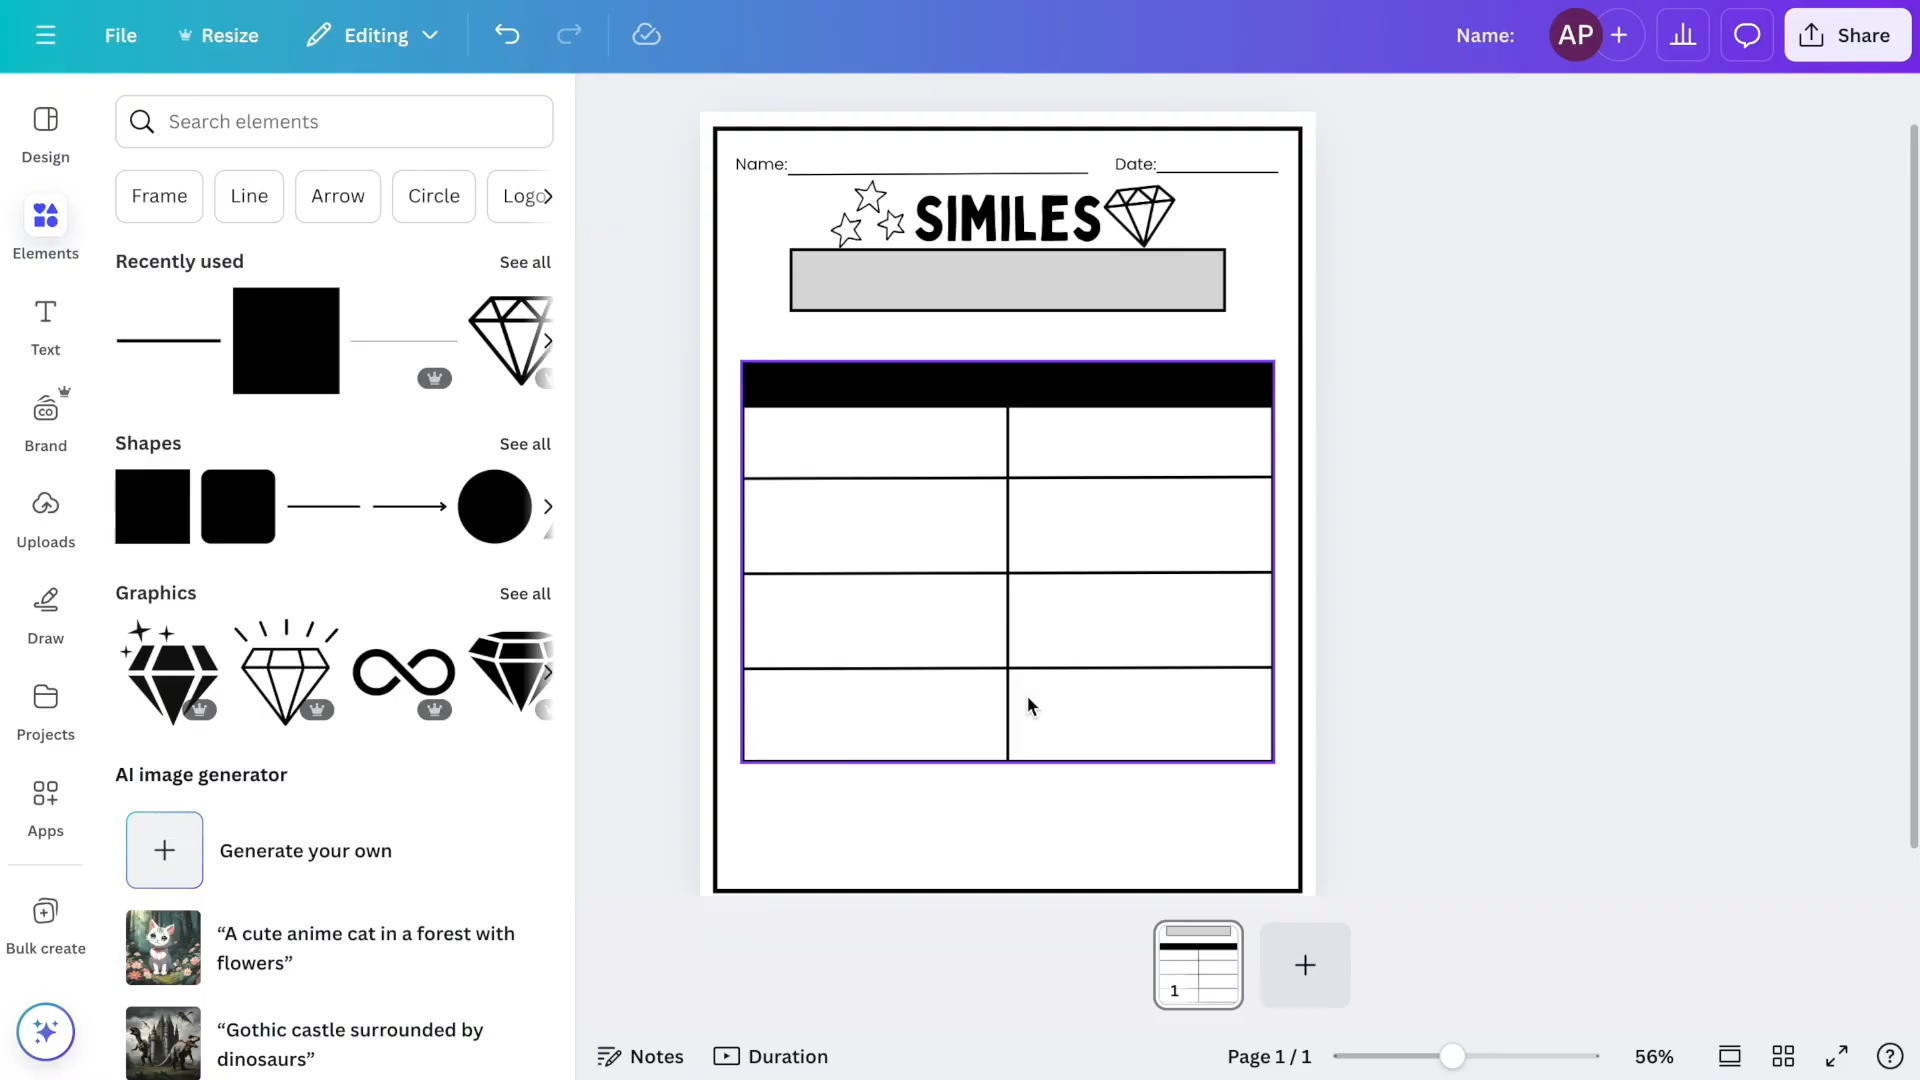 File
Resize
Editing
Name:
AP
Share
Design
Elements
Text
Brand
Uploads
Draw
Projects
Apps
Bulk create
Search elements
Frame
Line
Arrow
Circle
Logo
Recently used
See all
Shapes
See all
Graphics
See all
CO
AI image generator
Generate your own
“A cute anime cat in a forest with
flowers”
“Gothic castle surrounded by
dinosaurs”
Name:
Date:
SIMILES
1
Notes
Duration
Page 1 / 1
56%